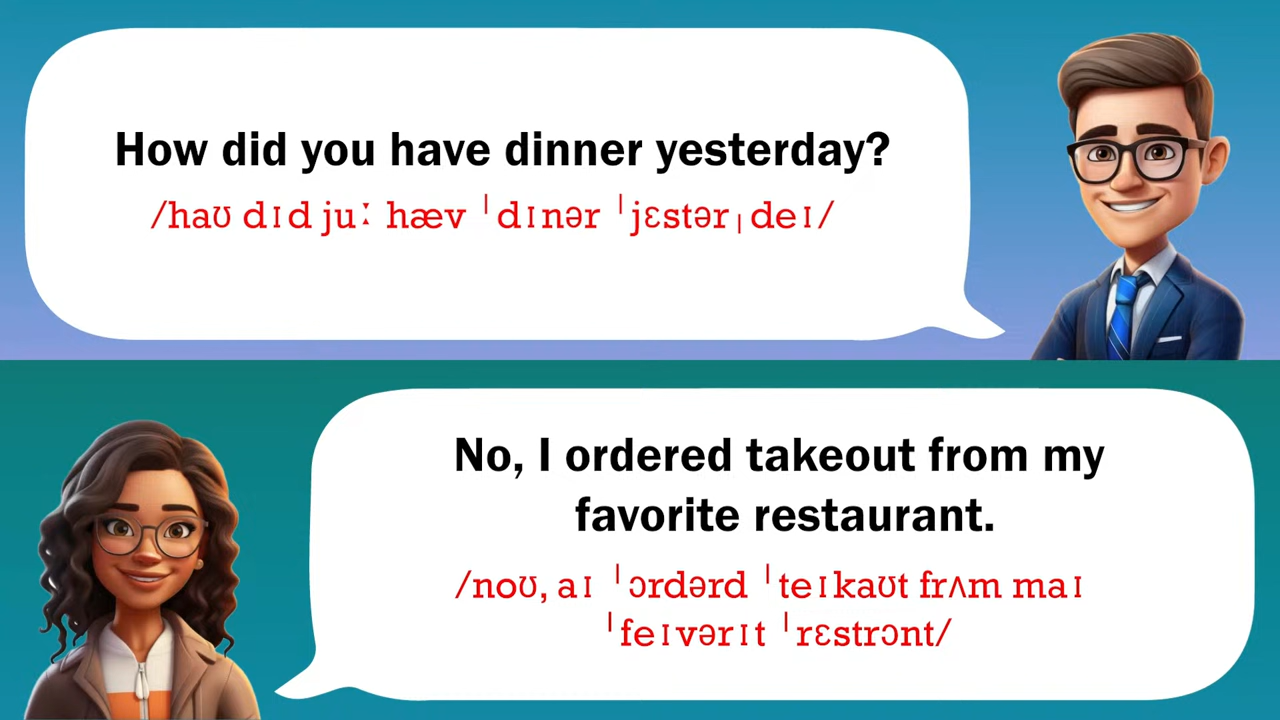 How did you have dinner yesterday?
/haʊ dɪd juː hæv ˈdɪnər ˈjɛstərˌdeɪ/
No, I ordered takeout from my
favorite restaurant.
/noʊ, aɪ ˈɔrdərd ˈteɪkaʊt frʌm maɪ
ˈfeɪvərɪt ˈrɛstrɔnt/